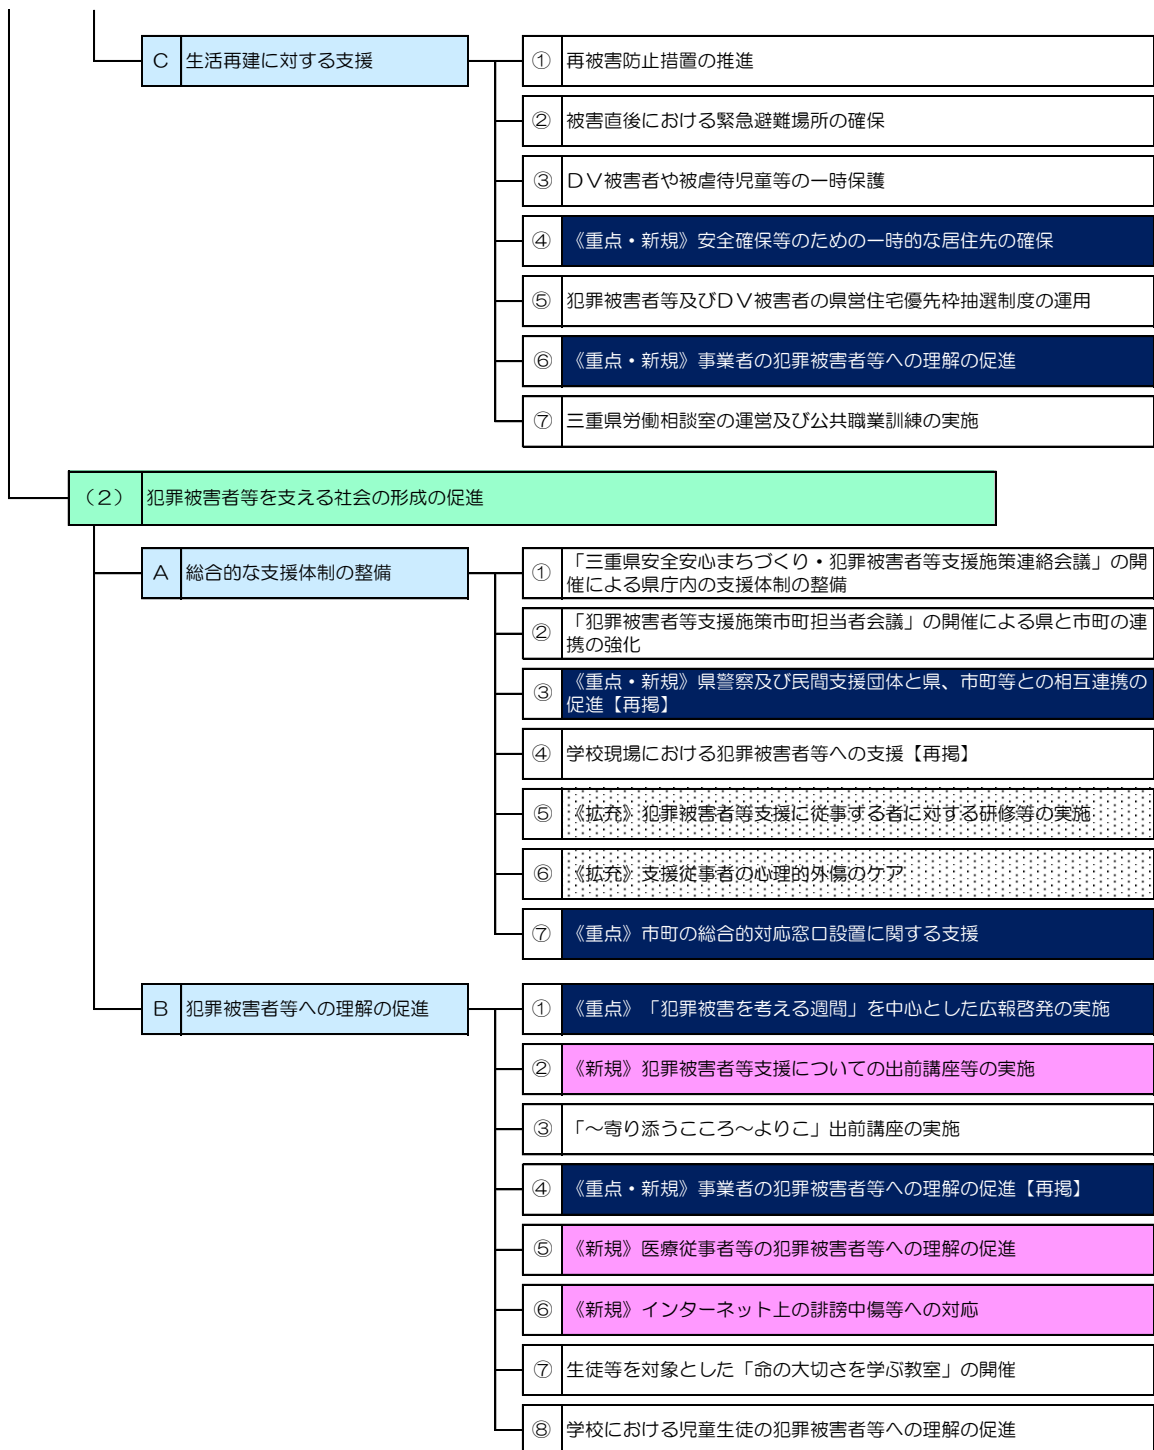 C 生活再建に対する支援
① 再被害防止措置の推進
② 被害直後における緊急避難場所の確保
③ DV被害者や被虐待児童等の一時保護
④ 《重点・新規》安全確保等のための一時的な居住先の確保
⑤ 犯罪被害者等及びDV被害者の県営住宅優先枠抽選制度の運用
⑥ 《重点・新規》事業者の犯罪被害者等への理解の促進
⑦ 三重県労働相談室の運営及び公共職業訓練の実施
（2） 犯罪被害者等を支える社会の形成の促進
A 総合的な支援体制の整備
① 「三重県安全安心まちづくり・犯罪被害者等支援施策連絡会議」の開
催による県庁内の支援体制の整備
② 「犯罪被害者等支援施策市町担当者会議」の開催による県と市町の連
携の強化
③ 《重点・新規》県警察及び民間支援団体と県、市町等との相互連携の
促進【再掲】
④ 学校現場における犯罪被害者等への支援【再掲】
⑤ 《拡充》犯罪被害者等支援に従事する者に対する研修等の実施
⑥ 《拡充》支援従事者の心理的外傷のケア
⑦ 《重点》市町の総合的対応窓口設置に関する支援
B 犯罪被害者等への理解の促進
① 《重点》「犯罪被害を考える週間」を中心とした広報啓発の実施
② 《新規》犯罪被害者等支援についての出前講座等の実施
③ 「～寄り添うこころ～よりこ」出前講座の実施
④ 《重点・新規》事業者の犯罪被害者等への理解の促進【再掲】
⑤ 《新規》医療従事者等の犯罪被害者等への理解の促進
⑥ 《新規》インターネット上の誹謗中傷等への対応
⑦ 生徒等を対象とした「命の大切さを学ぶ教室」の開催
⑧ 学校における児童生徒の犯罪被害者等への理解の促進